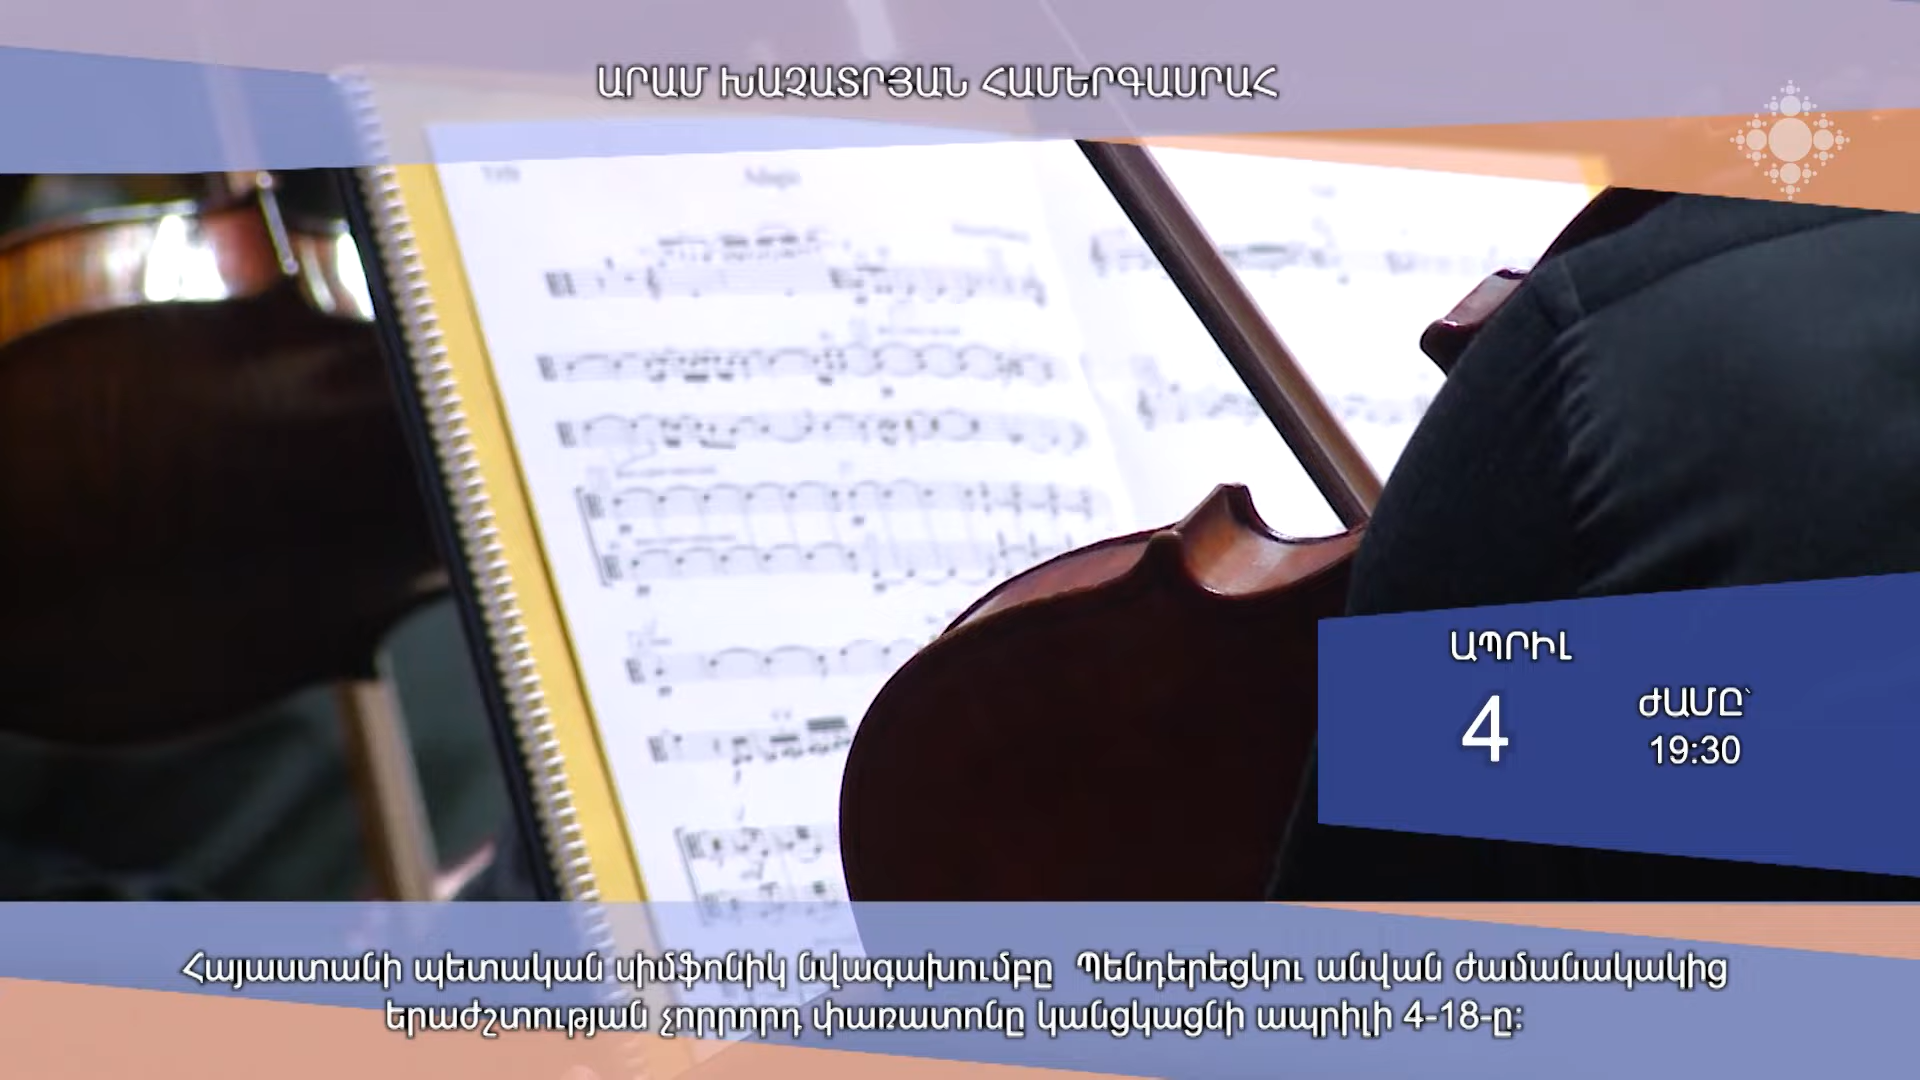 ԱՐԱՄ ԽԱՉԱՏՐՅԱՆ ՀԱՄԵՐԳԱՍՐԱՀ
Adagio
ԱՊՐԻԼ
4
ԺԱՄԸ՝
19:30
Հայաստանի պետական սիմֆոնիկ նվագախումբը Պենդերեցկու անվան ժամանակակից
երաժշտության չորրորդ փառատոնը կանցկացնի ապրիլի 4-18-ը: